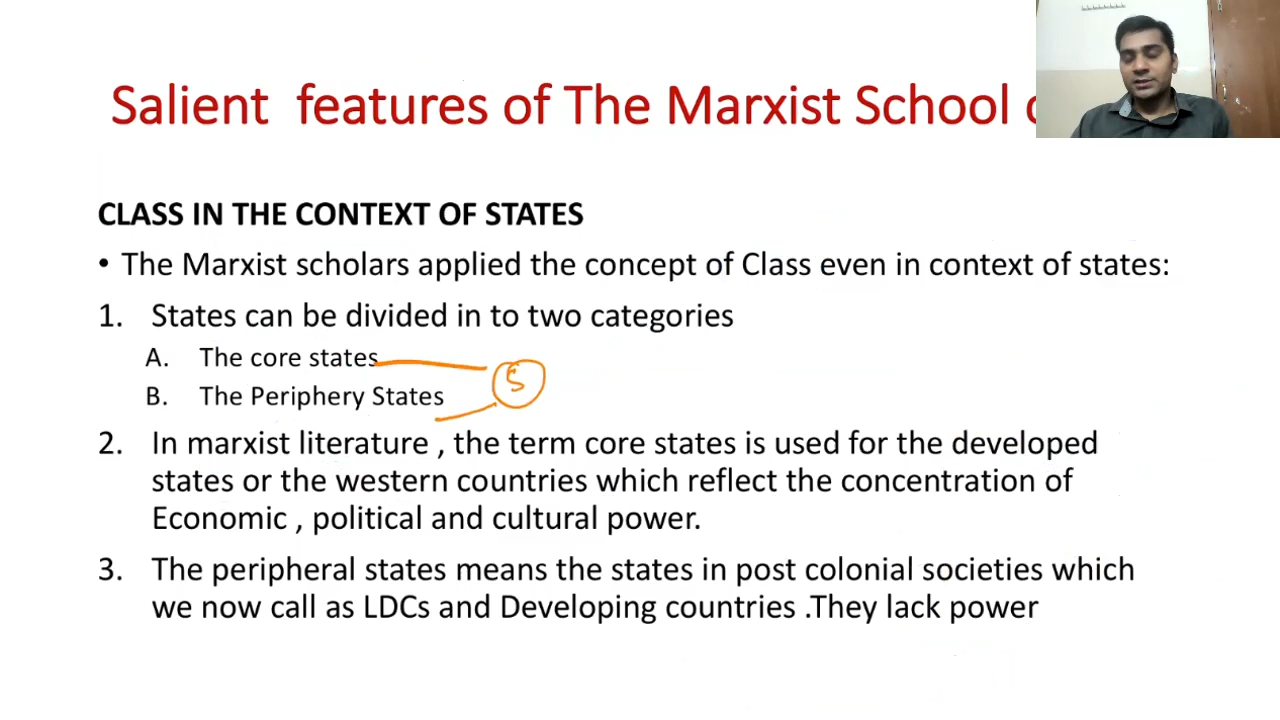 Salient features of The Marxist School
CLASS IN THE CONTEXT OF STATES
• The Marxist scholars applied the concept of Class even in context of states:
1. States can be divided in to two categories
A. The core states
B. The Periphery States
S
2. In marxist literature , the term core states is used for the developed
states or the western countries which reflect the concentration of
Economic , political and cultural power.
3. The peripheral states means the states in post colonial societies which
we now call as LDCs and Developing countries .They lack power